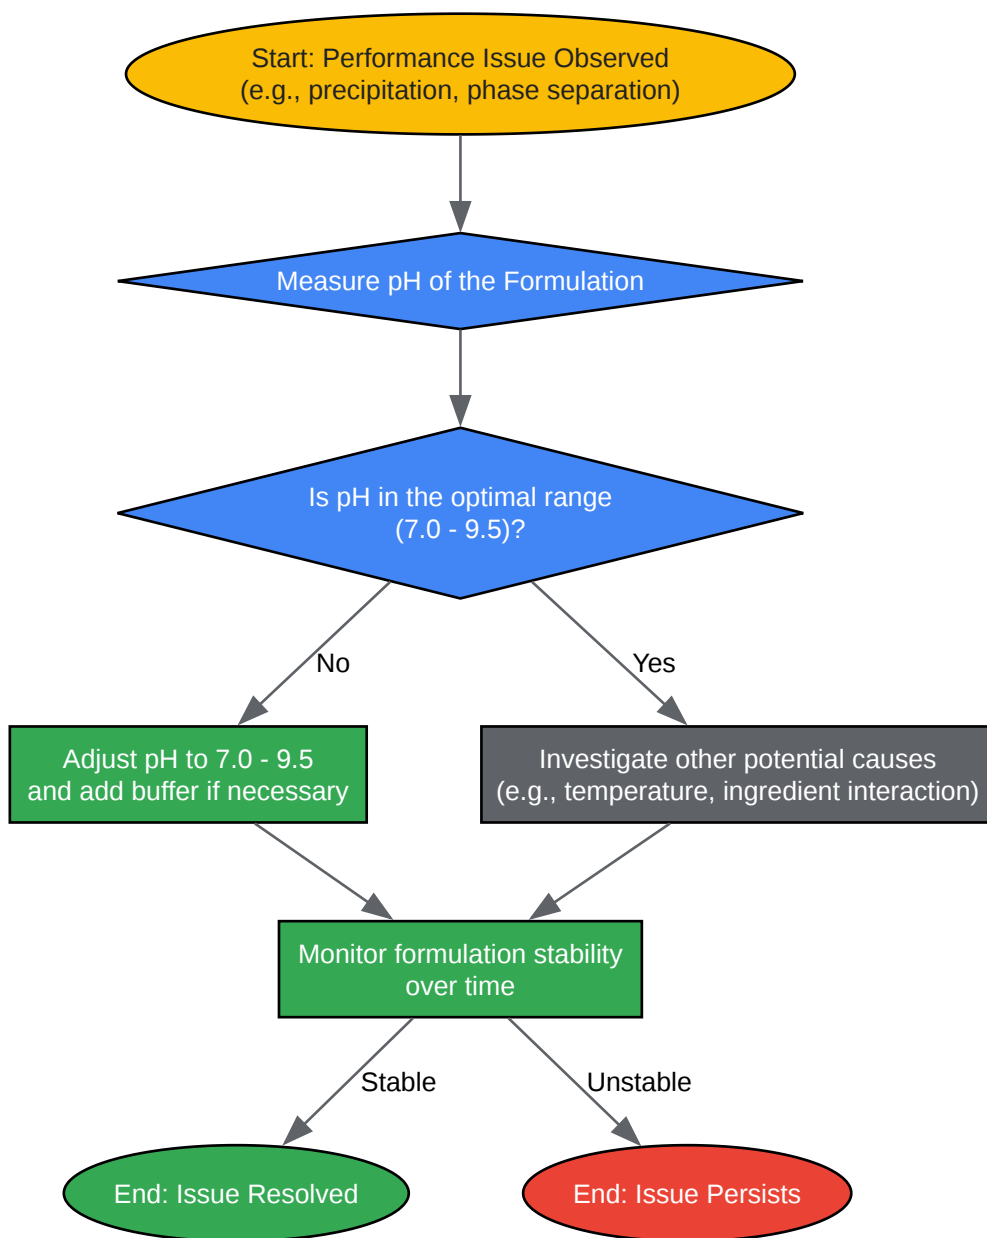 Start: Performance Issue Observed
(e.g., precipitation, phase separation)
Measure pH of the Formulation
Is pH in the optimal range
(7.0 - 9.5)?
No
Yes
Adjust pH to 7.0 - 9.5
and add buffer if necessary
Investigate other potential causes
(e.g., temperature, ingredient interaction)
Monitor formulation stability
over time
Stable
Unstable
End: Issue Resolved
End: Issue Persists